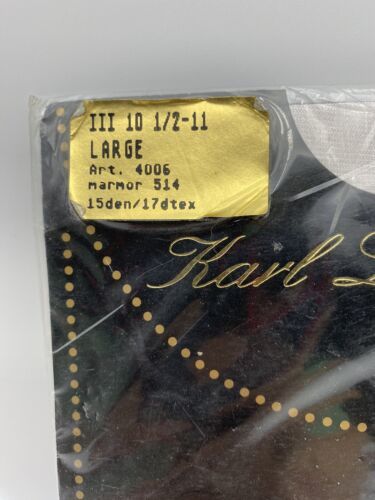 III 10 1/2-11
LARGE
Art. 4006
marmor 514
15den/17dtex
Karl